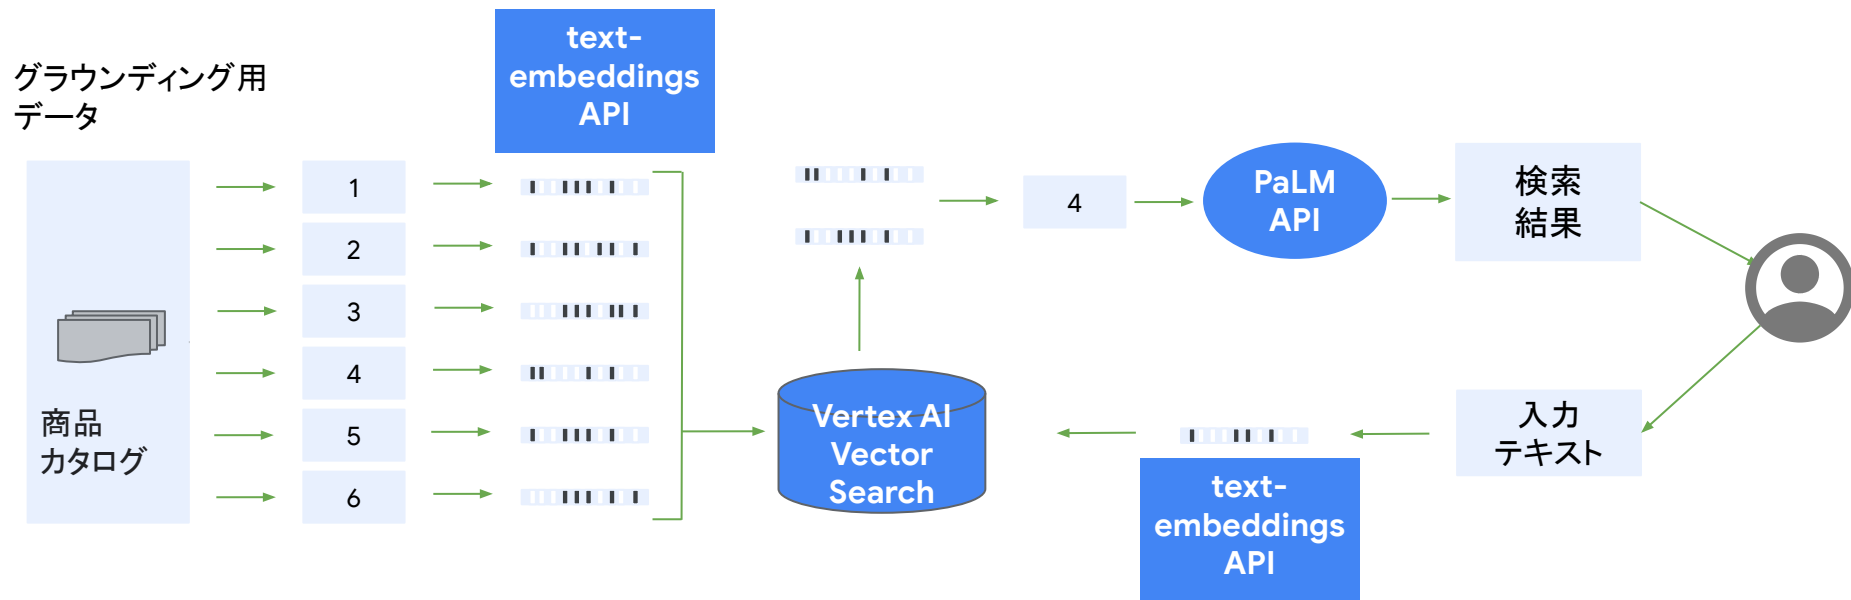 グラウンディング用
データ
商品
カタログ
1
2
3
4
5
6
text-
embeddings
API
Vertex AI
Vector
Search
4
PaLM
API
検索
結果
入力
テキスト
text-
embeddings
API